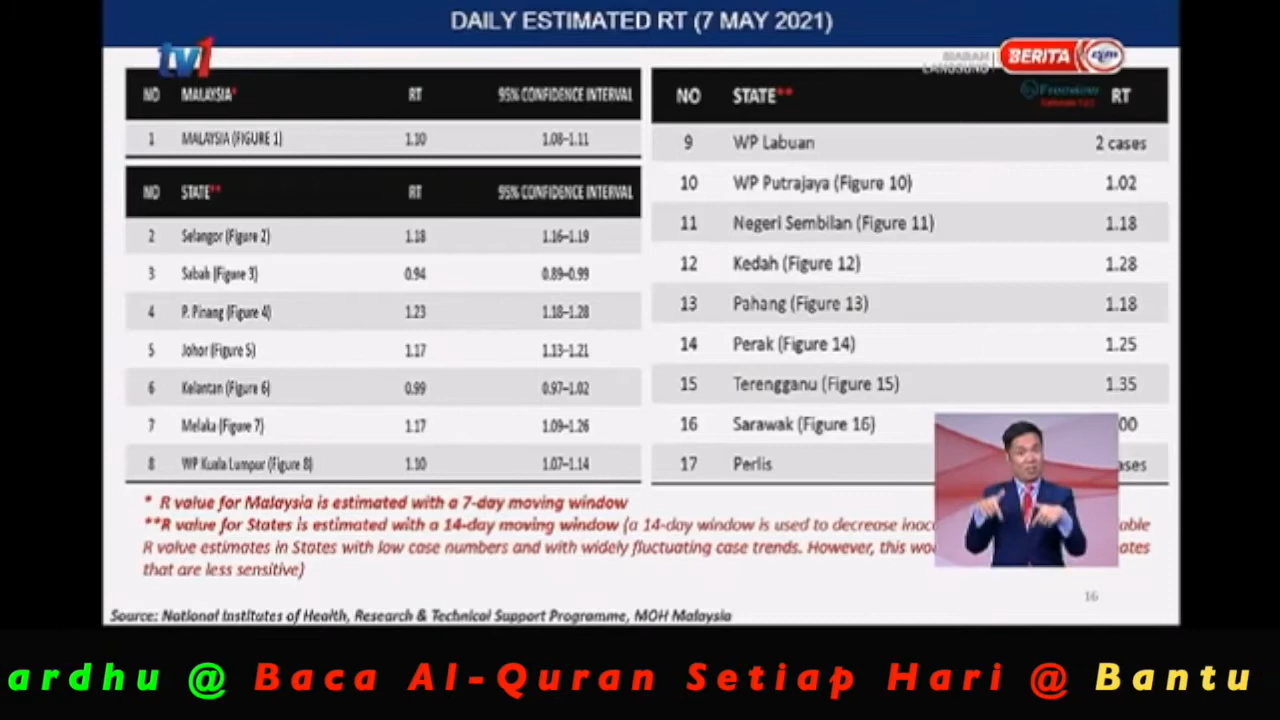 DAILY ESTIMATED RT (7 MAY 2021)
tv1
BERITA
NO MALAYSIA* RT 95% CONFIDENCE INTERVAL
1 MALAYSIA (FIGURE 1) 1.10 1.08–1.11
NO STATE** RT 95% CONFIDENCE INTERVAL
2 Selangor (Figure 2) 1.18 1.16–1.19
3 Sabah (Figure 3) 0.94 0.89–0.99
4 P. Pinang (Figure 4) 1.23 1.18–1.28
5 Johor (Figure 5) 1.17 1.13–1.21
6 Kelantan (Figure 6) 0.99 0.97–1.02
7 Melaka (Figure 7) 1.17 1.09–1.26
8 WP Kuala Lumpur (Figure 8) 1.10 1.07–1.14
NO STATE** RT
9 WP Labuan 2 cases
10 WP Putrajaya (Figure 10) 1.02
11 Negeri Sembilan (Figure 11) 1.18
12 Kedah (Figure 12) 1.28
13 Pahang (Figure 13) 1.18
14 Perak (Figure 14) 1.25
15 Terengganu (Figure 15) 1.35
16 Sarawak (Figure 16) 00
17 Perlis ases
* R value for Malaysia is estimated with a 7-day moving window
**R value for States is estimated with a 14-day moving window (a 14-day window is used to decrease
R value estimates in States with low case numbers and with widely fluctuating case trends. However, this
that are less sensitive)
16
Source: National Institutes of Health, Research & Technical Support Programme, MOH Malaysia
ardhu @ Baca Al-Quran Setiap Hari @ Bantu